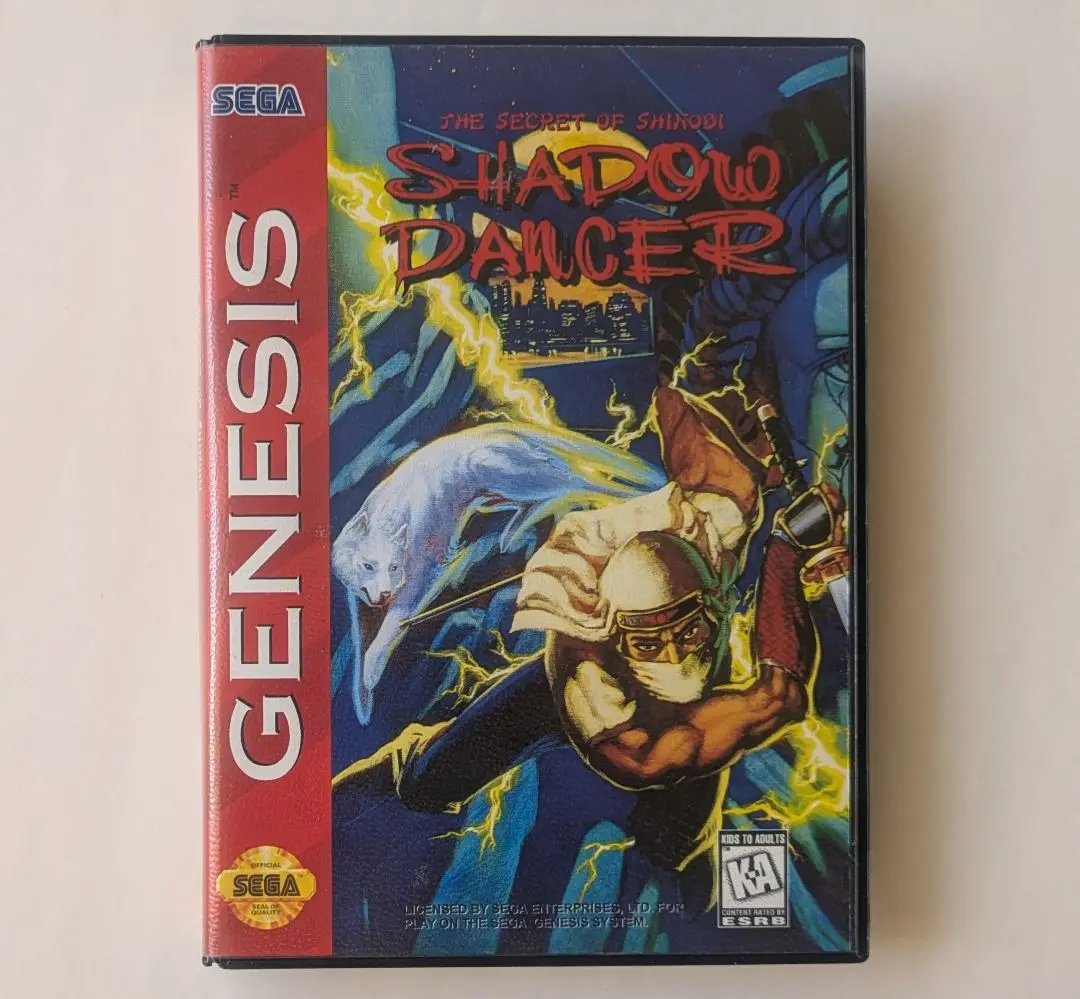 SEGA
GENESIS™
THE SECRET OF SHINOBI
SHADOW
DANCER
OFFICIAL
SEGA
SEAL OF
QUALITY
LICENSED BY SEGA ENTERPRISES, LTD. FOR
PLAY ON THE SEGA GENESIS SYSTEM.
KIDS TO ADULTS
™
K-A
CONTENT RATED BY
ESRB